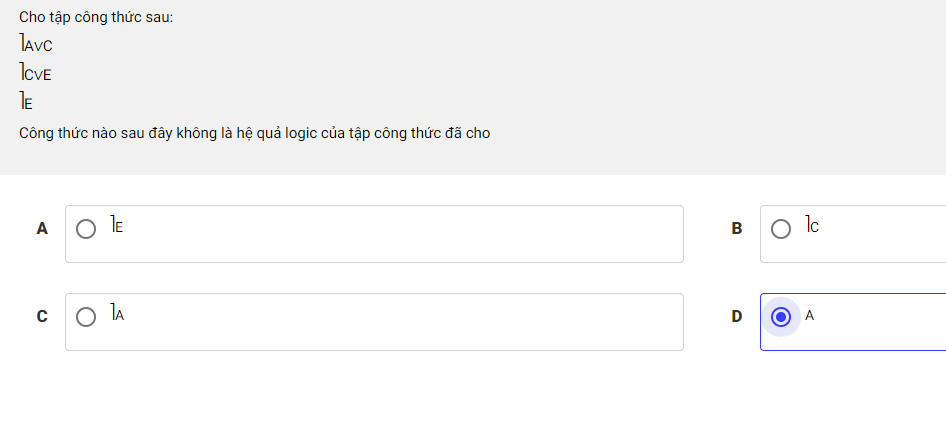 Cho tập công thức sau:
˥AvC
˥CvE
˥E
Công thức nào sau đây không là hệ quả logic của tập công thức đã cho
A ˥E
B ˥C
C ˥A
D A